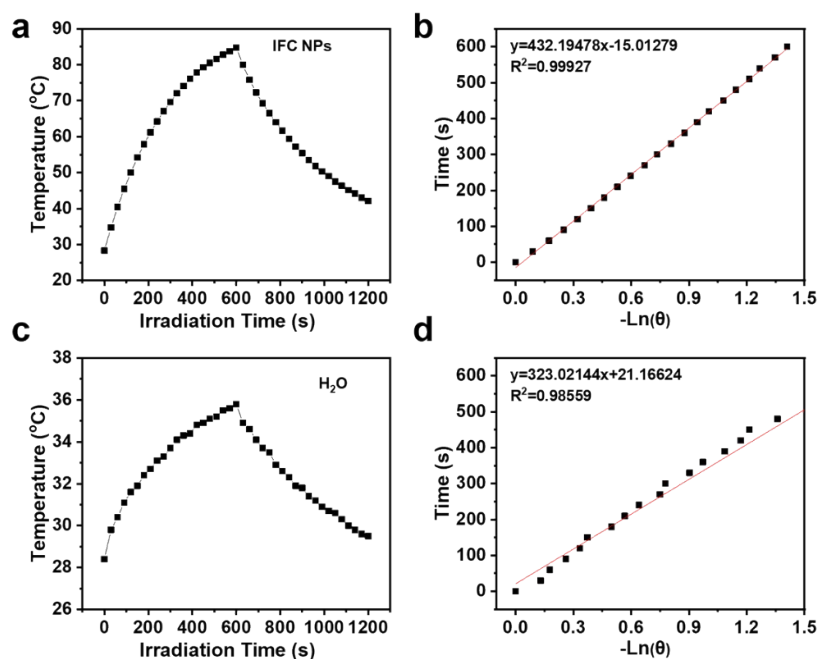 a
IFC NPs
90
80
70
60
50
40
30
20
Temperature (°C)
0 200 400 600 800 1000 1200
Irradiation Time (s)
b
y=432.19478x-15.01279
R²=0.99927
600
500
400
300
200
100
0
Time (s)
0.0 0.3 0.6 0.9 1.2 1.5
-Ln(θ)
c
H₂O
38
36
34
32
30
28
26
Temperature (°C)
0 200 400 600 800 1000 1200
Irradiation Time (s)
d
y=323.02144x+21.16624
R²=0.98559
600
500
400
300
200
100
0
Time (s)
0.0 0.3 0.6 0.9 1.2 1.5
-Ln(θ)